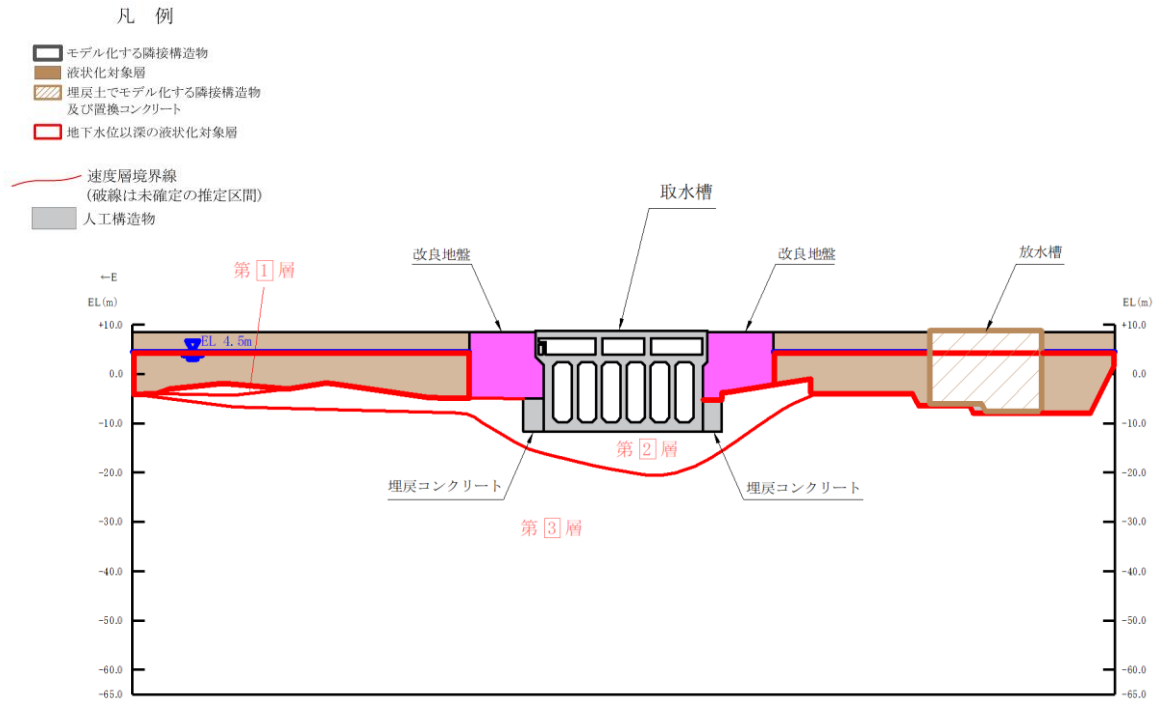 凡 例
モデル化する隣接構造物
液状化対象層
埋戻土でモデル化する隣接構造物
及び置換コンクリート
地下水位以深の液状化対象層
速度層境界線
(破線は未確定の推定区間)
人工構造物
取水槽
改良地盤
改良地盤
放水槽
第1層
←E
EL(m)
EL(m)
+10.0
+10.0
EL 4.5m
0.0
0.0
-10.0
-10.0
第2層
-20.0
-20.0
埋戻コンクリート
埋戻コンクリート
第3層
-30.0
-30.0
-40.0
-40.0
-50.0
-50.0
-60.0
-60.0
-65.0
-65.0